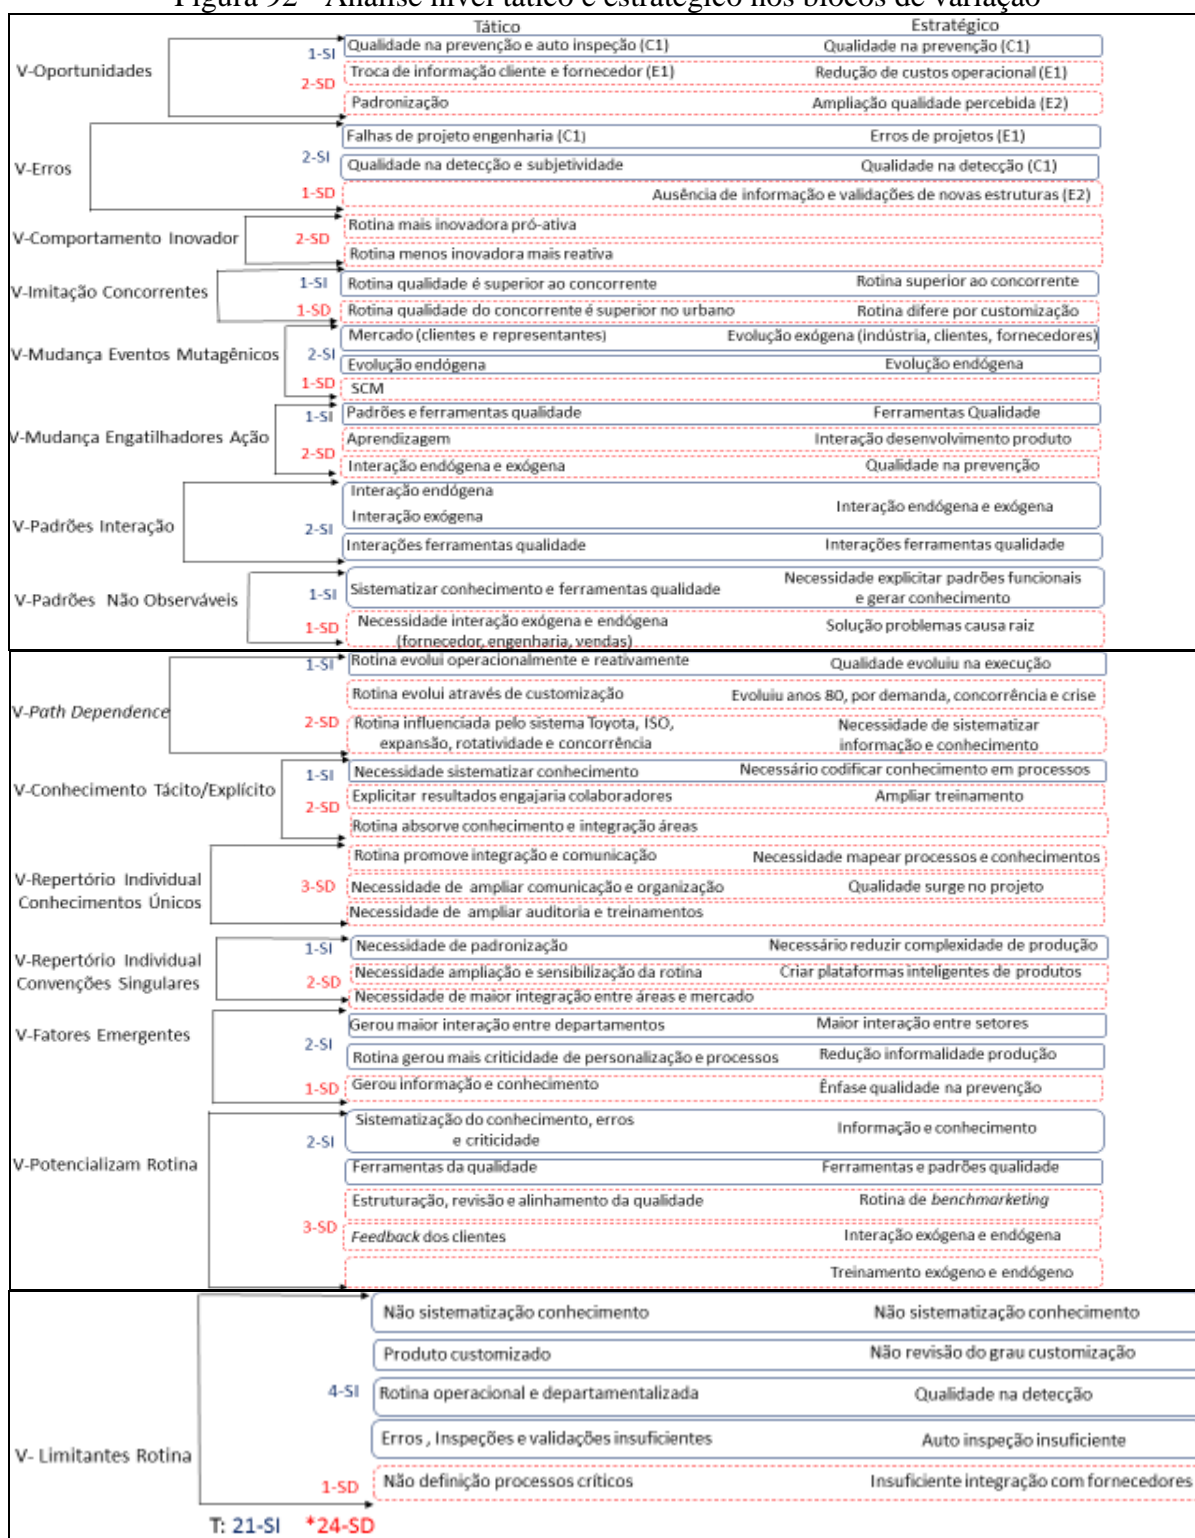 Figura 92 - Análise nível tático e estratégico nos blocos de variação
Tático Estratégico
V-Oportunidades
1-SI
Qualidade na prevenção e auto inspeção (C1) Qualidade na prevenção (C1)
2-SD
Troca de informação cliente e fornecedor (E1) Redução de custos operacional (E1)
Padronização Ampliação qualidade percebida (E2)
V-Erros
2-SI
Falhas de projeto engenharia (C1) Erros de projetos (E1)
Qualidade na detecção e subjetividade Qualidade na detecção (C1)
1-SD
Ausência de informação e validações de novas estruturas (E2)
V-Comportamento Inovador
2-SD
Rotina mais inovadora pró-ativa
Rotina menos inovadora mais reativa
V-Imitação Concorrentes
1-SI
Rotina qualidade é superior ao concorrente Rotina superior ao concorrente
1-SD
Rotina qualidade do concorrente é superior no urbano Rotina difere por customização
V-Mudança Eventos Mutagênicos
2-SI
Mercado (clientes e representantes) Evolução exógena (indústria, clientes, fornecedores)
Evolução endógena Evolução endógena
1-SD
SCM
V-Mudança Engatilhadores Ação
1-SI
Padrões e ferramentas qualidade Ferramentas Qualidade
2-SD
Aprendizagem Interação desenvolvimento produto
Interação endógena e exógena Qualidade na prevenção
V-Padrões Interação
2-SI
Interação endógena
Interação exógena
Interação endógena e exógena
Interações ferramentas qualidade Interações ferramentas qualidade
V-Padrões Não Observáveis
1-SI
Sistematizar conhecimento e ferramentas qualidade
Necessidade explicitar padrões funcionais
e gerar conhecimento
1-SD
Necessidade interação exógena e endógena
(fornecedor, engenharia, vendas)
Solução problemas causa raiz
V-Path Dependence
1-SI
Rotina evolui operacionalmente e reativamente Qualidade evoluiu na execução
2-SD
Rotina evolui através de customização Evoluiu anos 80, por demanda, concorrência e crise
Rotina influenciada pelo sistema Toyota, ISO,
expansão, rotatividade e concorrência
Necessidade de sistematizar
informação e conhecimento
V-Conhecimento Tácito/Explícito
1-SI
Necessidade sistematizar conhecimento Necessário codificar conhecimento em processos
2-SD
Explicitar resultados engajaria colaboradores Ampliar treinamento
Rotina absorve conhecimento e integração áreas
V-Repertório Individual
Conhecimentos Únicos
3-SD
Rotina promove integração e comunicação Necessidade mapear processos e conhecimentos
Necessidade de ampliar comunicação e organização Qualidade surge no projeto
Necessidade de ampliar auditoria e treinamentos
V-Repertório Individual
Convenções Singulares
1-SI
Necessidade de padronização Necessário reduzir complexidade de produção
2-SD
Necessidade ampliação e sensibilização da rotina Criar plataformas inteligentes de produtos
Necessidade de maior integração entre áreas e mercado
V-Fatores Emergentes
2-SI
Gerou maior interação entre departamentos Maior interação entre setores
Rotina gerou mais criticidade de personalização e processos Redução informalidade produção
1-SD
Gerou informação e conhecimento Ênfase qualidade na prevenção
V-Potencializam Rotina
2-SI
Sistematização do conhecimento, erros
e criticidade
Informação e conhecimento
Ferramentas da qualidade Ferramentas e padrões qualidade
3-SD
Estruturação, revisão e alinhamento da qualidade Rotina de benchmarketing
Feedback dos clientes Interação exógena e endógena
Treinamento exógeno e endógeno
V- Limitantes Rotina
4-SI
Não sistematização conhecimento Não sistematização conhecimento
Produto customizado Não revisão do grau customização
Rotina operacional e departamentalizada Qualidade na detecção
Erros , Inspeções e validações insuficientes Auto inspeção insuficiente
1-SD
Não definição processos críticos Insuficiente integração com fornecedores
T: 21-SI *24-SD